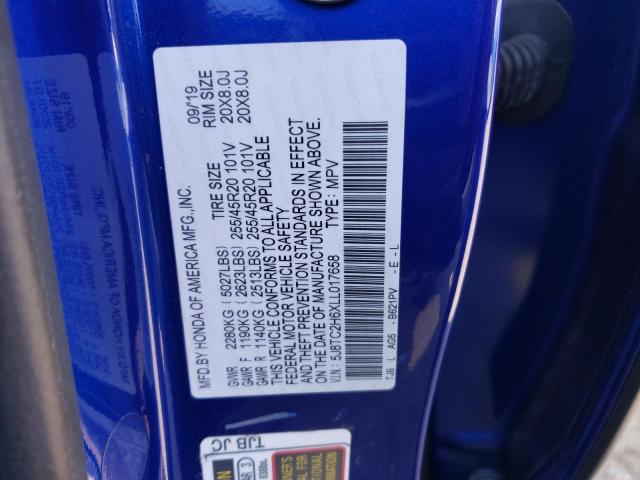 MFD.BY HONDA OF AMERICA MFG.,INC. 09/19
TIRE SIZE RIM SIZE
GVWR 2280KG ( 5027LBS)
GAWR F 1190KG ( 2623LBS) 255/45R20 101V 20X8.0J
GAWR R 1140KG ( 2513LBS) 255/45R20 101V 20X8.0J
THIS VEHICLE CONFORMS TO ALL APPLICABLE
FEDERAL MOTOR VEHICLE SAFETY
AND THEFT PREVENTION STANDARDS IN EFFECT
ON THE DATE OF MANUFACTURE SHOWN ABOVE.
V.I.N.: 5J8TC2H6XLL017658 TYPE: MPV
TJB L AG5 - B621PV - E - L
TJB JC